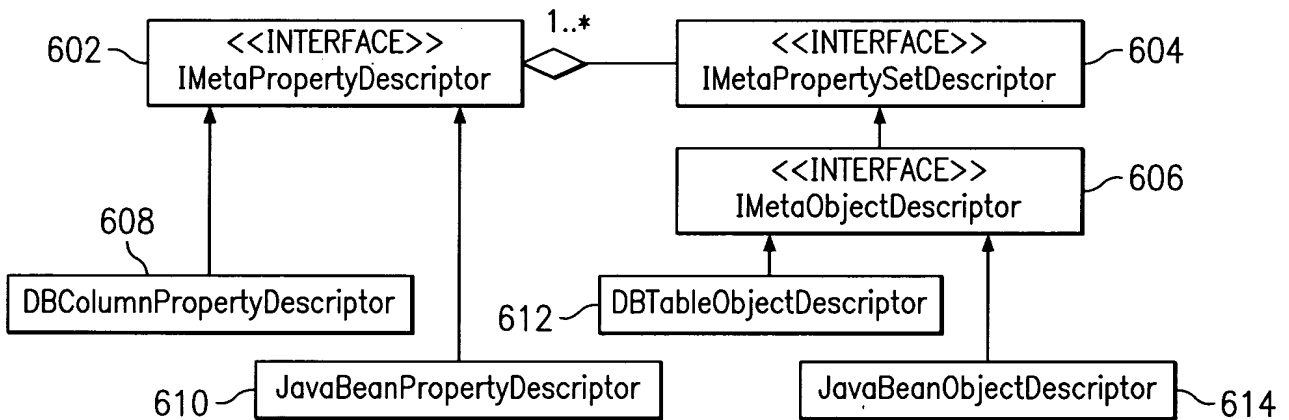 1..*
602
<<INTERFACE>>
IMetaPropertyDescriptor
<<INTERFACE>>
IMetaPropertySetDescriptor
604
<<INTERFACE>>
IMetaObjectDescriptor
606
608
DBColumnPropertyDescriptor
612
DBTableObjectDescriptor
610
JavaBeanPropertyDescriptor
JavaBeanObjectDescriptor
614